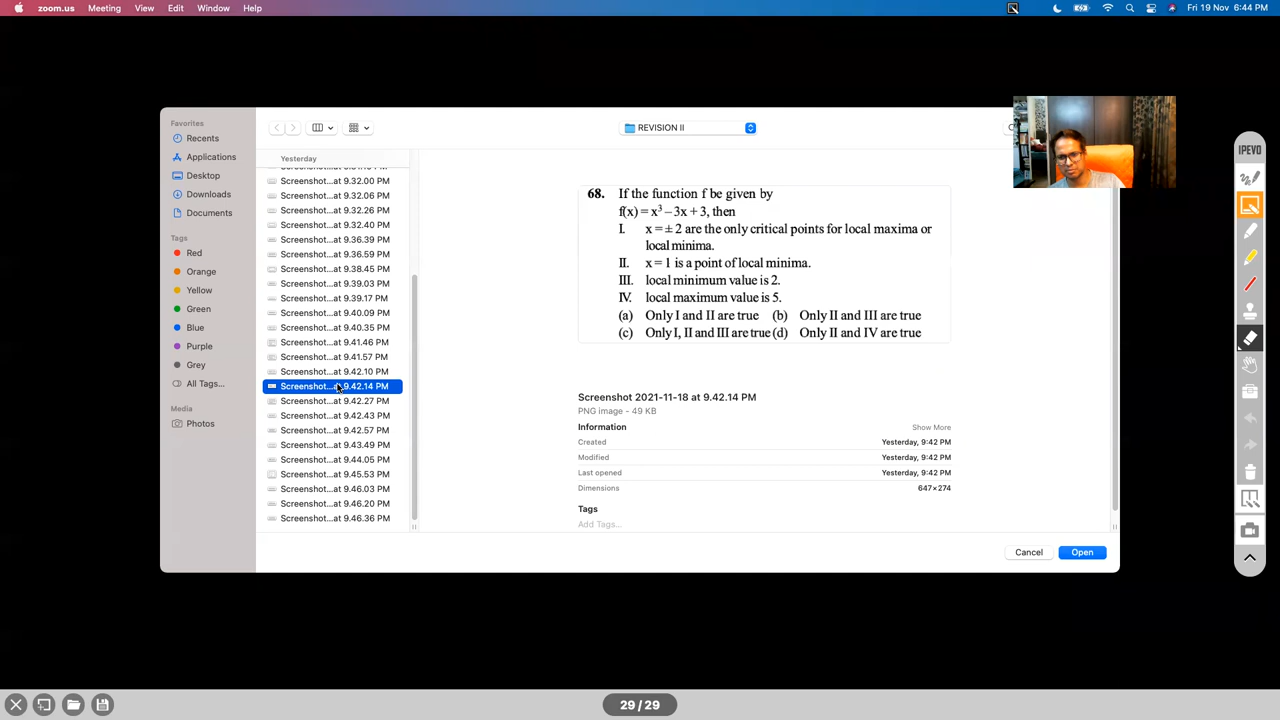 zoom.us Meeting View Edit Window Help Fri 19 Nov 6:44 PM
Favorites
Recents
Applications
Desktop
Downloads
Documents
Tags
Red
Orange
Yellow
Green
Blue
Purple
Grey
All Tags...
Media
Photos
REVISION II
Yesterday
Screenshot...at 9.32.00 PM
Screenshot...at 9.32.06 PM
Screenshot...at 9.32.26 PM
Screenshot...at 9.32.40 PM
Screenshot...at 9.36.39 PM
Screenshot...at 9.36.59 PM
Screenshot...at 9.38.45 PM
Screenshot...at 9.39.03 PM
Screenshot...at 9.39.17 PM
Screenshot...at 9.40.09 PM
Screenshot...at 9.40.35 PM
Screenshot...at 9.41.46 PM
Screenshot...at 9.41.57 PM
Screenshot...at 9.42.10 PM
Screenshot...at 9.42.14 PM
Screenshot...at 9.42.27 PM
Screenshot...at 9.42.43 PM
Screenshot...at 9.42.57 PM
Screenshot...at 9.43.49 PM
Screenshot...at 9.44.05 PM
Screenshot...at 9.45.53 PM
Screenshot...at 9.46.03 PM
Screenshot...at 9.46.20 PM
Screenshot...at 9.46.36 PM
68. If the function f be given by
f(x) = x³ – 3x + 3, then
I. x = ± 2 are the only critical points for local maxima or
local minima.
II. x = 1 is a point of local minima.
III. local minimum value is 2.
IV. local maximum value is 5.
(a) Only I and II are true (b) Only II and III are true
(c) Only I, II and III are true (d) Only II and IV are true
Screenshot 2021-11-18 at 9.42.14 PM
PNG image - 49 KB
Information Show More
Created Yesterday, 9:42 PM
Modified Yesterday, 9:42 PM
Last opened Yesterday, 9:42 PM
Dimensions 647×274
Tags
Add Tags...
Cancel Open
IPEVO
29 / 29